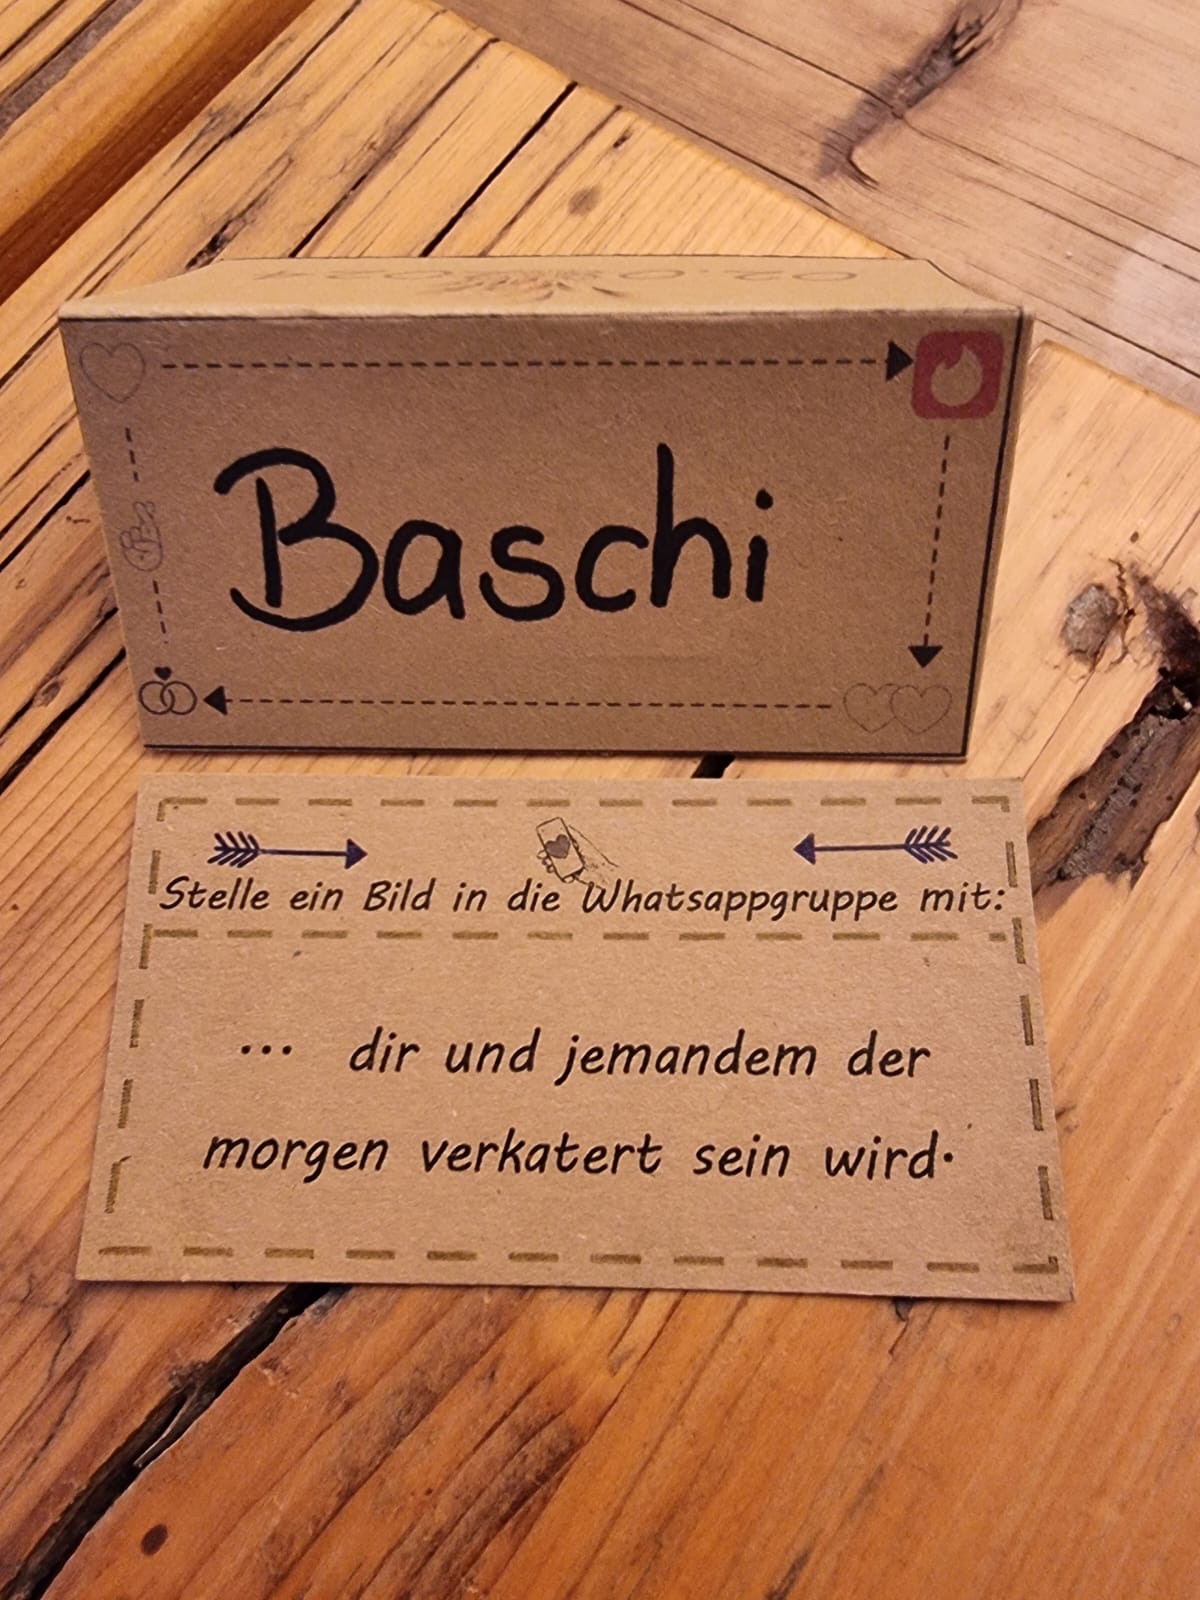 Baschi
Stelle ein Bild in die Whatsappgruppe mit:
... dir und jemandem der
morgen verkatert sein wird.